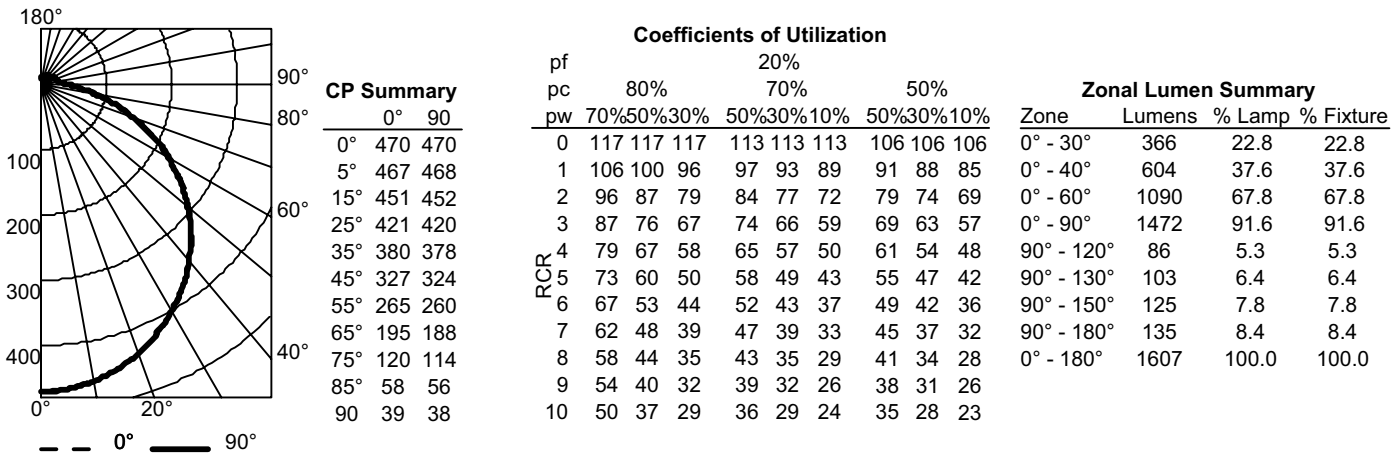 180°
90°
80°
60°
40°
100
200
300
400
0° 20°
0° 90°
CP Summary
0° 90
0° 470 470
5° 467 468
15° 451 452
25° 421 420
35° 380 378
45° 327 324
55° 265 260
65° 195 188
75° 120 114
85° 58 56
90 39 38
Coefficients of Utilization
pf 20%
pc 80% 70% 50%
pw 70%50%30% 50%30%10% 50%30%10%
RCR
0 117 117 117 113 113 113 106 106 106
1 106 100 96 97 93 89 91 88 85
2 96 87 79 84 77 72 79 74 69
3 87 76 67 74 66 59 69 63 57
4 79 67 58 65 57 50 61 54 48
5 73 60 50 58 49 43 55 47 42
6 67 53 44 52 43 37 49 42 36
7 62 48 39 47 39 33 45 37 32
8 58 44 35 43 35 29 41 34 28
9 54 40 32 39 32 26 38 31 26
10 50 37 29 36 29 24 35 28 23
Zonal Lumen Summary
Zone Lumens % Lamp % Fixture
0° - 30° 366 22.8 22.8
0° - 40° 604 37.6 37.6
0° - 60° 1090 67.8 67.8
0° - 90° 1472 91.6 91.6
90° - 120° 86 5.3 5.3
90° - 130° 103 6.4 6.4
90° - 150° 125 7.8 7.8
90° - 180° 135 8.4 8.4
0° - 180° 1607 100.0 100.0